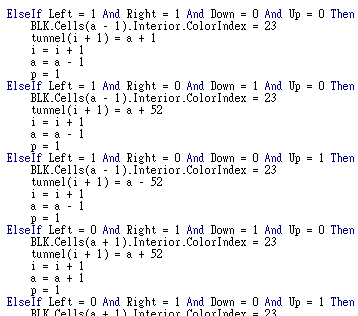 ElseIf Left = 1 And Right = 1 And Down = 0 And Up = 0 Then
BLK.Cells(a - 1).Interior.ColorIndex = 23
tunnel(i + 1) = a + 1
i = i + 1
a = a - 1
p = 1
ElseIf Left = 1 And Right = 0 And Down = 1 And Up = 0 Then
BLK.Cells(a - 1).Interior.ColorIndex = 23
tunnel(i + 1) = a + 52
i = i + 1
a = a - 1
p = 1
ElseIf Left = 1 And Right = 0 And Down = 0 And Up = 1 Then
BLK.Cells(a - 1).Interior.ColorIndex = 23
tunnel(i + 1) = a - 52
i = i + 1
a = a - 1
p = 1
ElseIf Left = 0 And Right = 1 And Down = 1 And Up = 0 Then
BLK.Cells(a + 1).Interior.ColorIndex = 23
tunnel(i + 1) = a + 52
i = i + 1
a = a + 1
p = 1
ElseIf Left = 0 And Right = 1 And Down = 0 And Up = 1 Then
BLK.Cells(a + 1).Interior.ColorIndex = 23